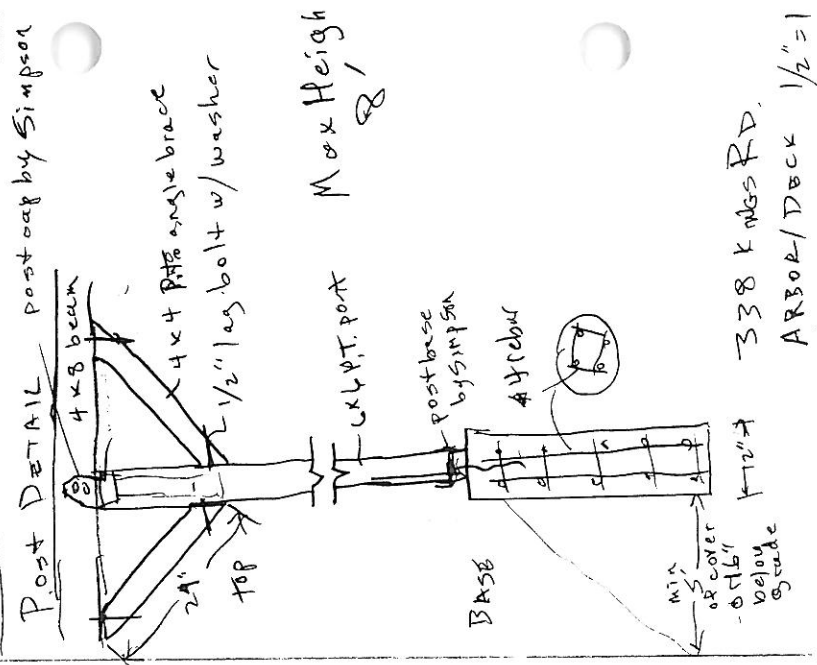 POST DETAIL
post cap by Simpson
4x8 beam
4x4 P.T. angle brace
1/2" lag bolt w/ washer
24"
TOP
Max Heigh
8'
6x6 P.T. post
post base
by Simpson
#4 rebar
BASE
min
5'
of cover
below
grade
12"
338 KINGS RD.
ARBOR/DECK 1/2"=1